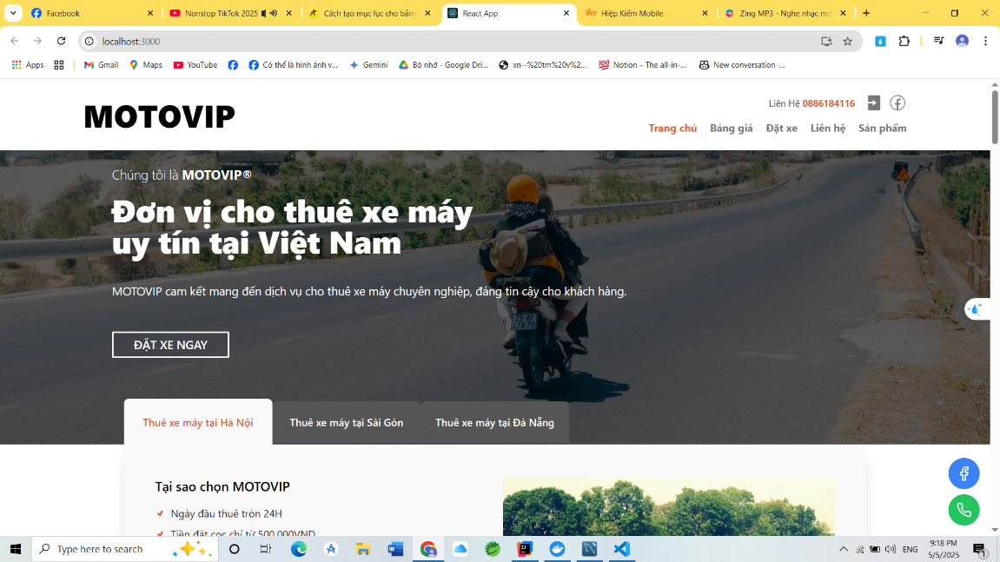 Facebook
Nonstop TikTok 2025
Cách tạo mục lục cho bảng
React App
Hiệp Kiếm Mobile
Zing MP3 - Nghe nhạc mớ
localhost:3000
Apps
Gmail
Maps
YouTube
Có thể là hình ảnh v...
Gemini
Bộ nhớ - Google Dri...
xn--%20tm%20v%2...
Notion – The all-in-...
New conversation -...
Liên Hệ 0886184116
MOTOVIP
Trang chủ
Bảng giá
Đặt xe
Liên hệ
Sản phẩm
Chúng tôi là MOTOVIP®
Đơn vị cho thuê xe máy
uy tín tại Việt Nam
MOTOVIP cam kết mang đến dịch vụ cho thuê xe máy chuyên nghiệp, đáng tin cậy cho khách hàng.
29-X7
478.70
ĐẶT XE NGAY
Thuê xe máy tại Hà Nội
Thuê xe máy tại Sài Gòn
Thuê xe máy tại Đà Nẵng
Tại sao chọn MOTOVIP
Ngày đầu thuê tròn 24H
Tiền đặt cọc chỉ từ 500.000VND
Type here to search
ENG
9:18 PM
5/5/2025
1